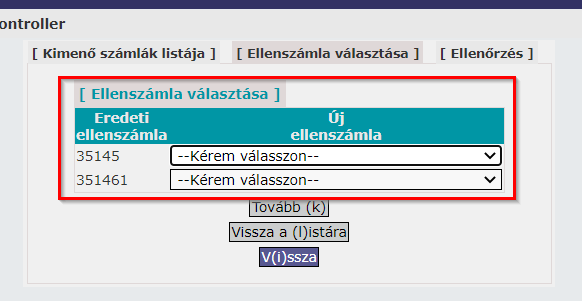 ontroller
[ Kimenő számlák listája ] [ Ellenszámla választása ] [ Ellenőrzés ]
[ Ellenszámla választása ]
Eredeti ellenszámla Új ellenszámla
35145 --Kérem válasszon--
351461 --Kérem válasszon--
Tovább (k)
Vissza a (l)istára
V(i)ssza